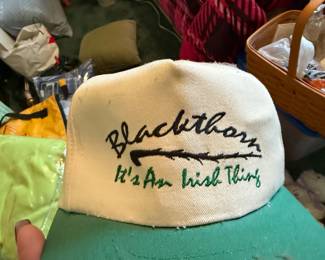 Blackthorn
It's An Irish Thing